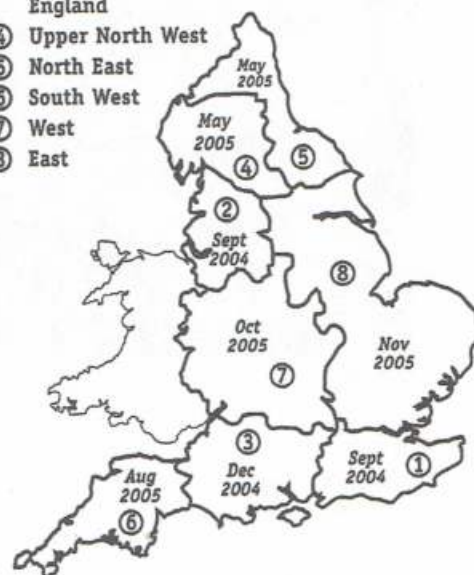 England
④ Upper North West
⑤ North East
⑥ South West
⑦ West
⑧ East
May
2005
May
2005
④
⑤
②
Sept
2004
⑧
Oct
2005
⑦
Nov
2005
③
Dec
2004
Sept
2004
①
Aug
2005
⑥